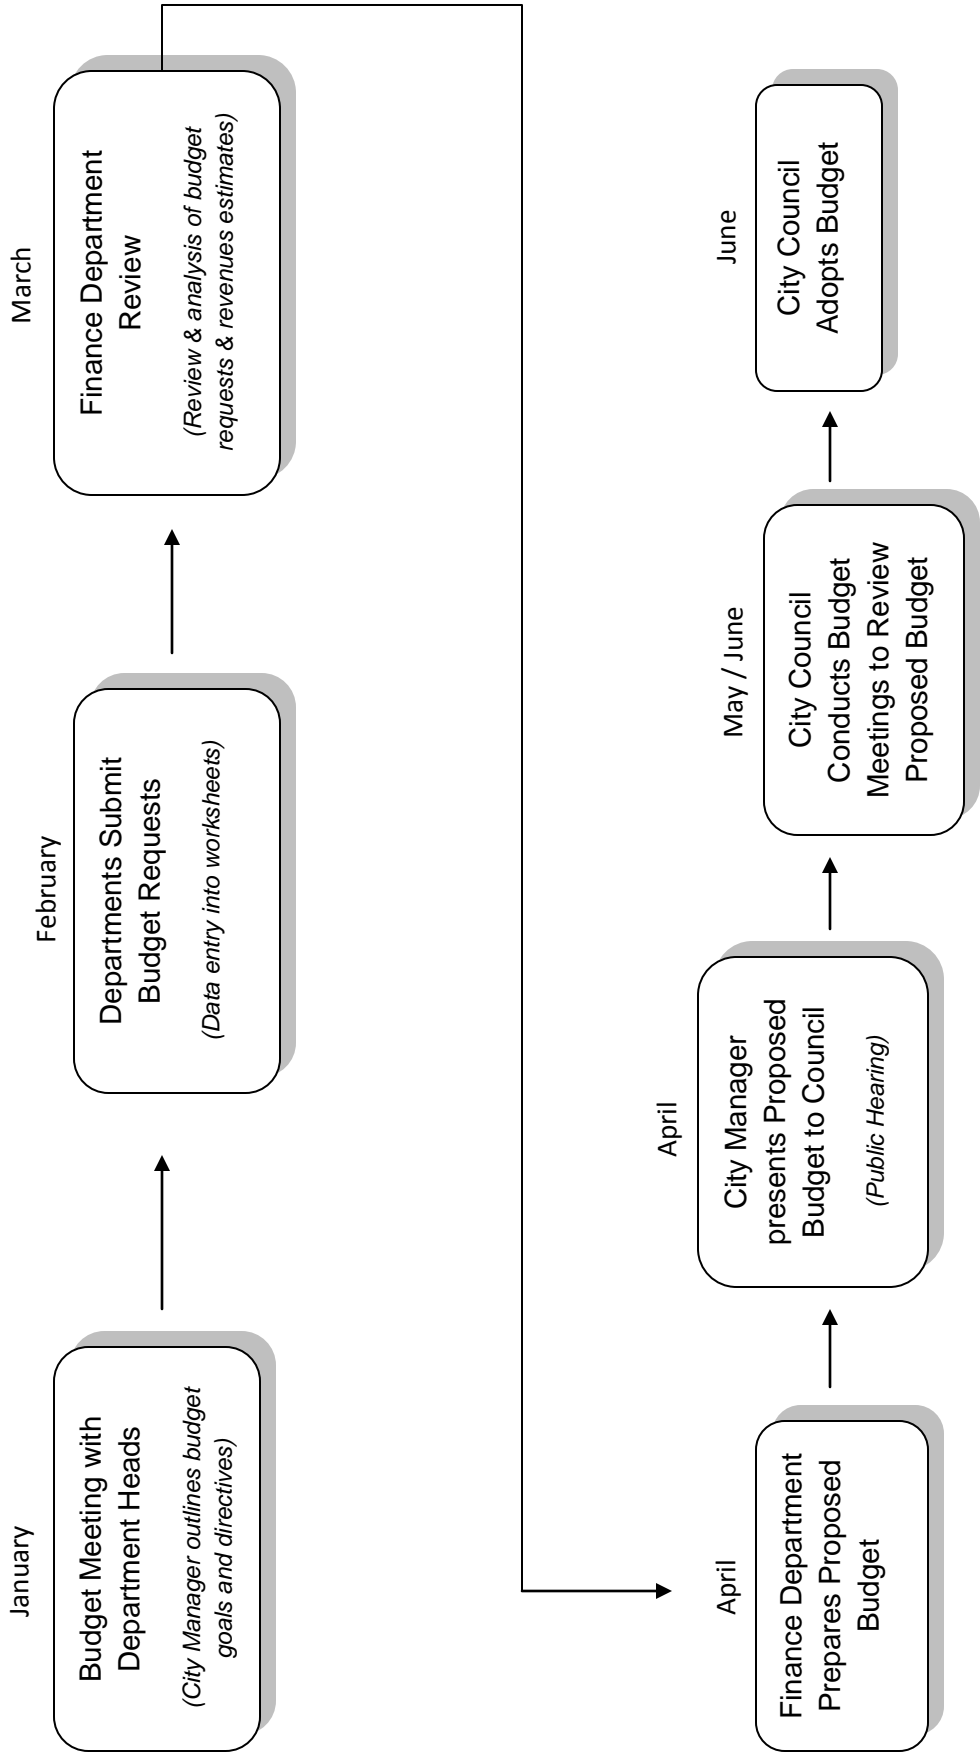 January
Budget Meeting with
Department Heads
(City Manager outlines budget
goals and directives)
February
Departments Submit
Budget Requests
(Data entry into worksheets)
March
Finance Department
Review
(Review & analysis of budget
requests & revenues estimates)
April
Finance Department
Prepares Proposed
Budget
April
City Manager
presents Proposed
Budget to Council
(Public Hearing)
May / June
City Council
Conducts Budget
Meetings to Review
Proposed Budget
June
City Council
Adopts Budget